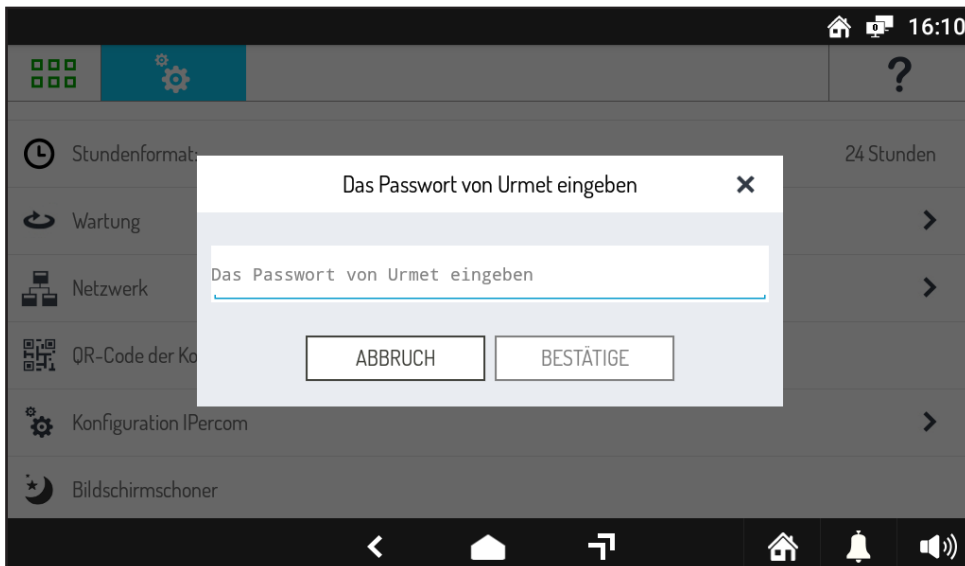 16:10
?
Stundenformat:
24 Stunden
Das Passwort von Urmet eingeben
Wartung
Das Passwort von Urmet eingeben
Netzwerk
QR-Code der Ko
ABBRUCH
BESTÄTIGE
Konfiguration IPercom
Bildschirmschoner